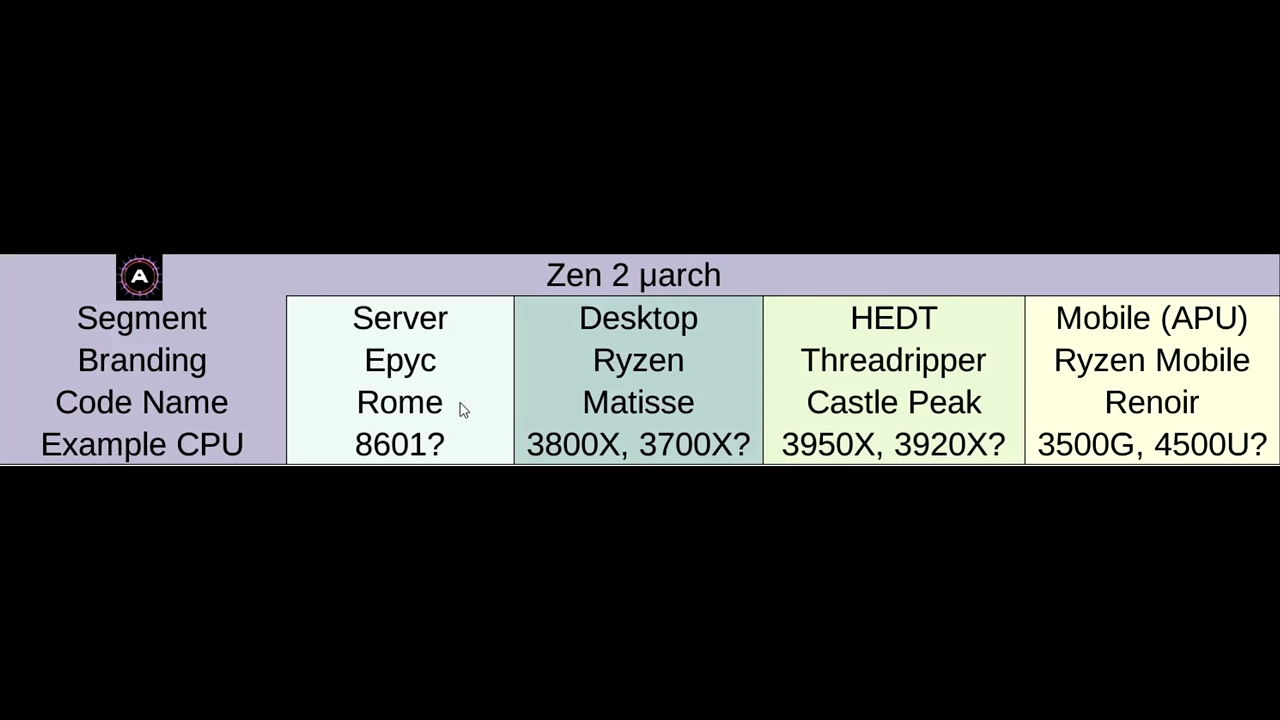 A
Zen 2 μarch
Segment Server Desktop HEDT Mobile (APU)
Branding Epyc Ryzen Threadripper Ryzen Mobile
Code Name Rome Matisse Castle Peak Renoir
Example CPU 8601? 3800X, 3700X? 3950X, 3920X? 3500G, 4500U?